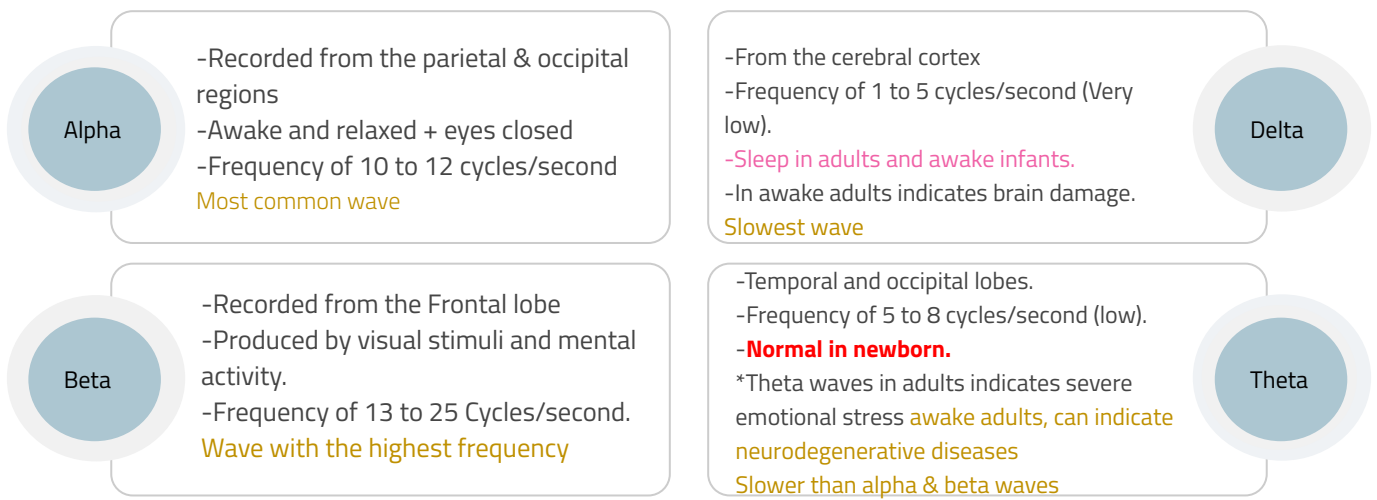 Alpha
-Recorded from the parietal & occipital
regions
-Awake and relaxed + eyes closed
-Frequency of 10 to 12 cycles/second
Most common wave
-From the cerebral cortex
-Frequency of 1 to 5 cycles/second (Very
low).
-Sleep in adults and awake infants.
-In awake adults indicates brain damage.
Slowest wave
Delta
Beta
-Recorded from the Frontal lobe
-Produced by visual stimuli and mental
activity.
-Frequency of 13 to 25 Cycles/second.
Wave with the highest frequency
-Temporal and occipital lobes.
-Frequency of 5 to 8 cycles/second (low).
-Normal in newborn.
*Theta waves in adults indicates severe
emotional stress awake adults, can indicate
neurodegenerative diseases
Slower than alpha & beta waves
Theta